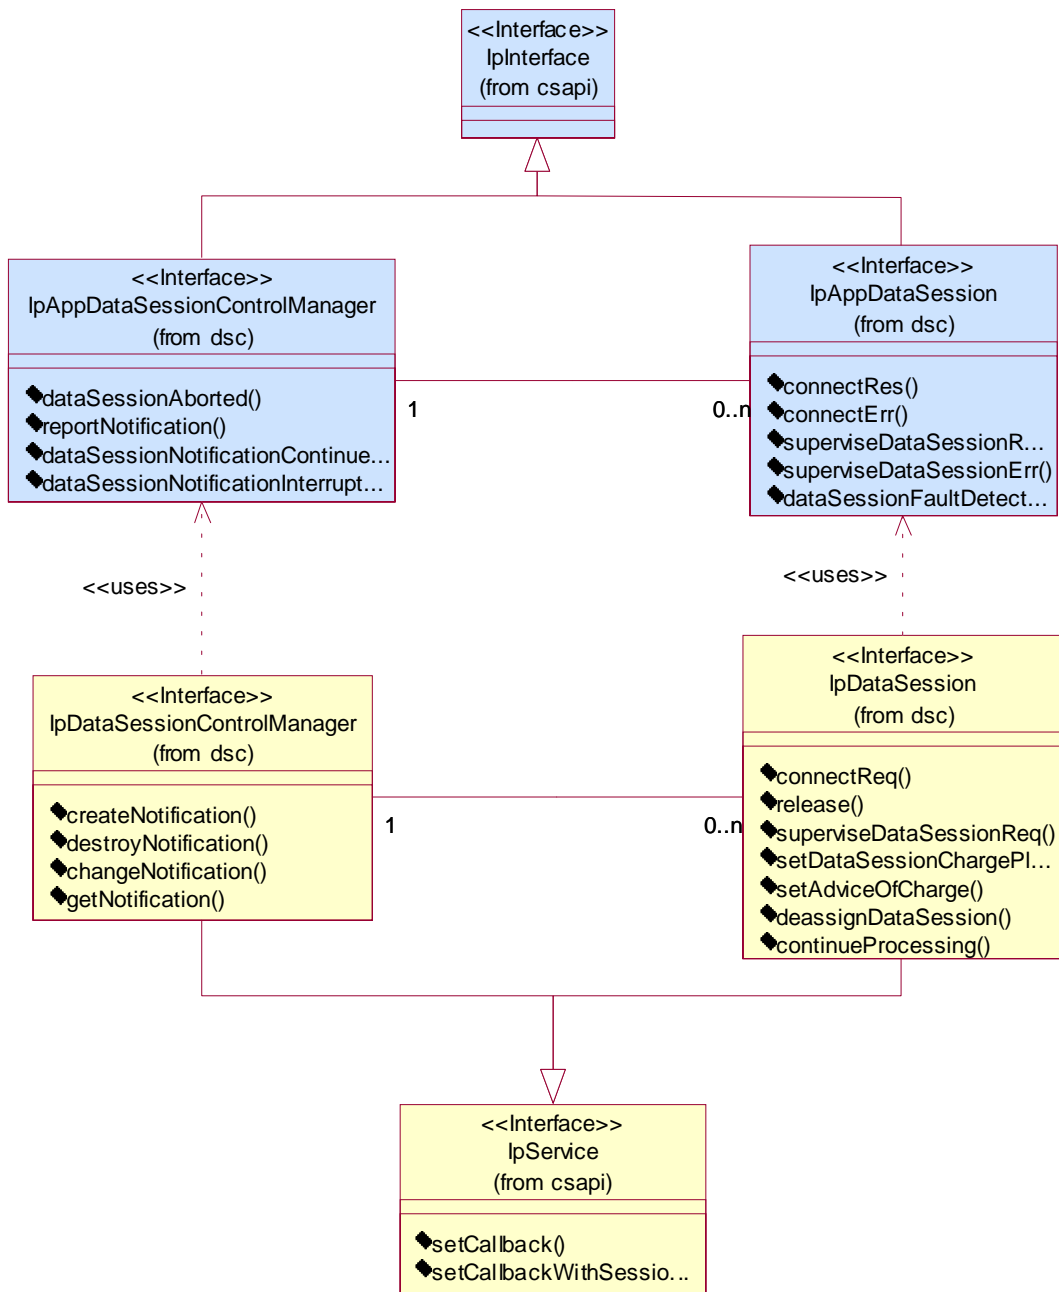 <<Interface>>
IpInterface
(from csapi)
<<Interface>>
IpAppDataSessionControlManager
(from dsc)
dataSessionAborted()
reportNotification()
dataSessionNotificationContinue...
dataSessionNotificationInterrupt...
<<Interface>>
IpAppDataSession
(from dsc)
connectRes()
connectErr()
superviseDataSessionR...
superviseDataSessionErr()
dataSessionFaultDetect...
1
0..n
<<uses>>
<<uses>>
<<Interface>>
IpDataSessionControlManager
(from dsc)
createNotification()
destroyNotification()
changeNotification()
getNotification()
<<Interface>>
IpDataSession
(from dsc)
connectReq()
release()
superviseDataSessionReq()
setDataSessionChargePl...
setAdviceOfCharge()
deassignDataSession()
continueProcessing()
1
0..n
<<Interface>>
IpService
(from csapi)
setCallback()
setCallbackWithSessio...